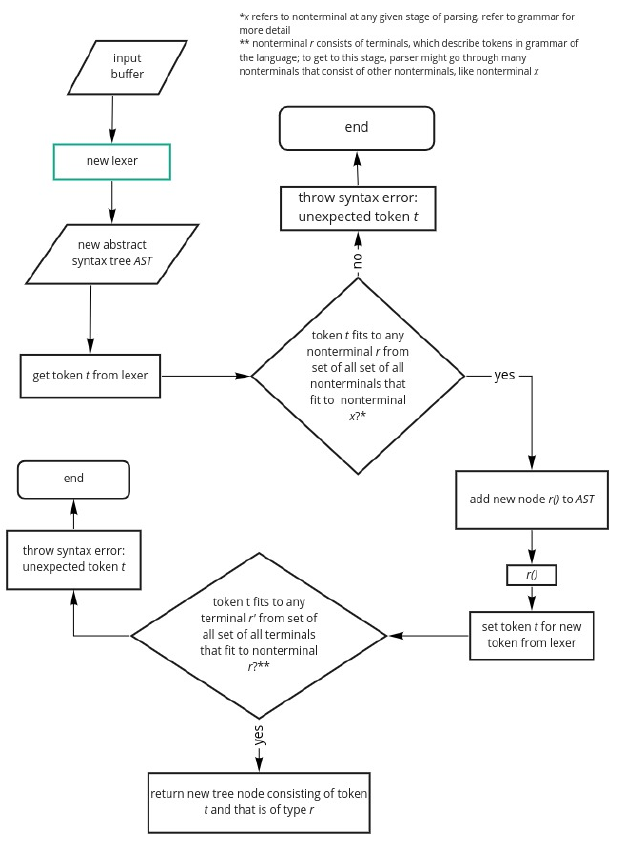 *x refers to nonterminal at any given stage of parsing, refer to grammar for
more detail
** nonterminal r consists of terminals, which describe tokens in grammar of
the language; to get to this stage, parser might go through many
nonterminals that consist of other nonterminals, like nonterminal x
input
buffer
new lexer
new abstract
syntax tree AST
get token t from lexer
end
throw syntax error:
unexpected token t
no
token t fits to any
nonterminal r from
set of all set of all
nonterminals that
fit to nonterminal
x?*
yes
add new node r() to AST
r()
set token t for new
token from lexer
end
throw syntax error:
unexpected token t
token t fits to any
terminal r' from set of
all set of all terminals
that fit to nonterminal
r?**
yes
return new tree node consisting of token
t and that is of type r